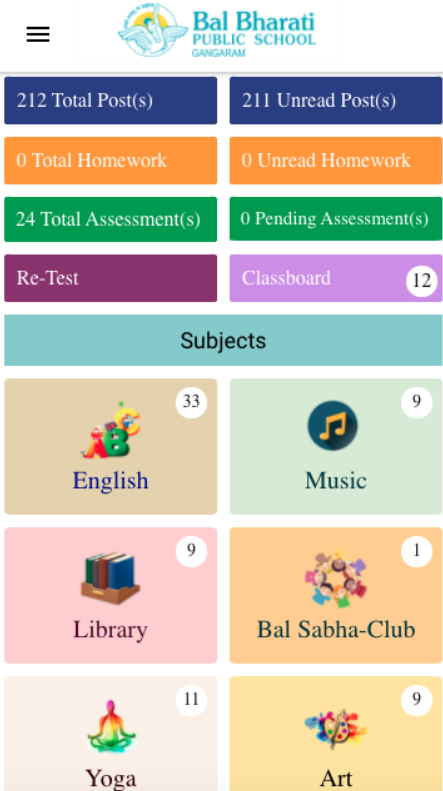 Bal Bharati
PUBLIC SCHOOL
GANGARAM
212 Total Post(s)
211 Unread Post(s)
0 Total Homework
0 Unread Homework
24 Total Assessment(s)
0 Pending Assessment(s)
Re-Test
Classboard 12
Subjects
33
English
9
Music
9
Library
1
Bal Sabha-Club
11
Yoga
9
Art